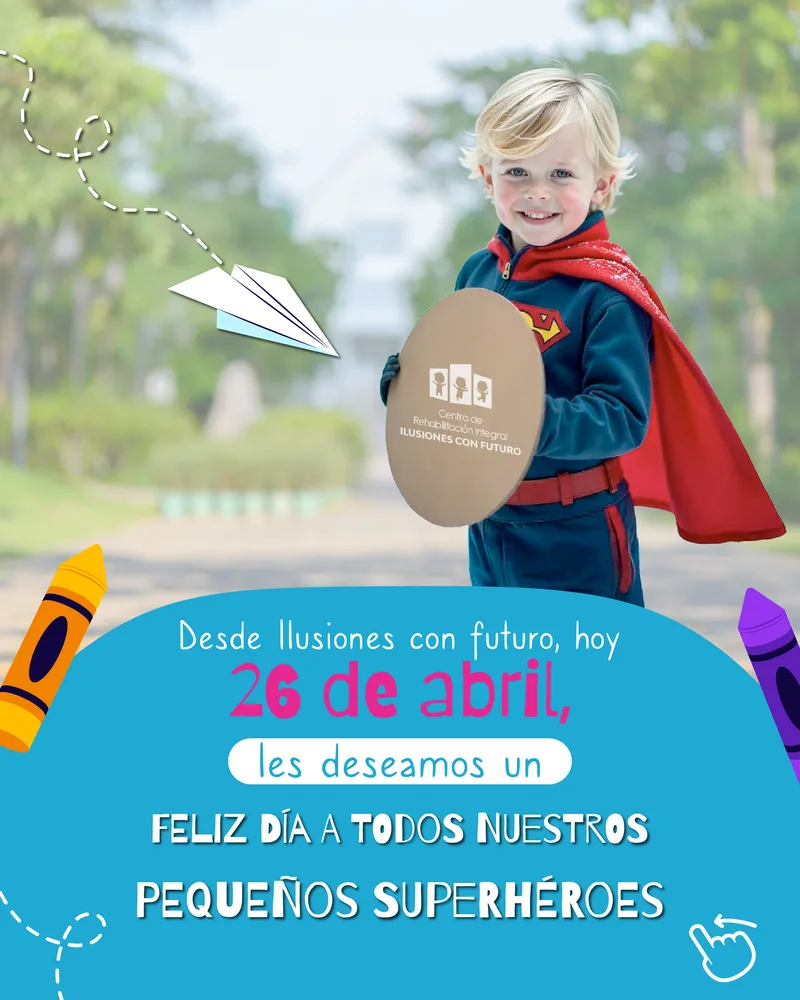 Centro de
Rehabilitación Integral
ILUSIONES CON FUTURO
Desde Ilusiones con futuro, hoy
26 de abril,
les deseamos un
FELIZ DÍA A TODOS NUESTROS
PEQUEÑOS SUPERHÉROES